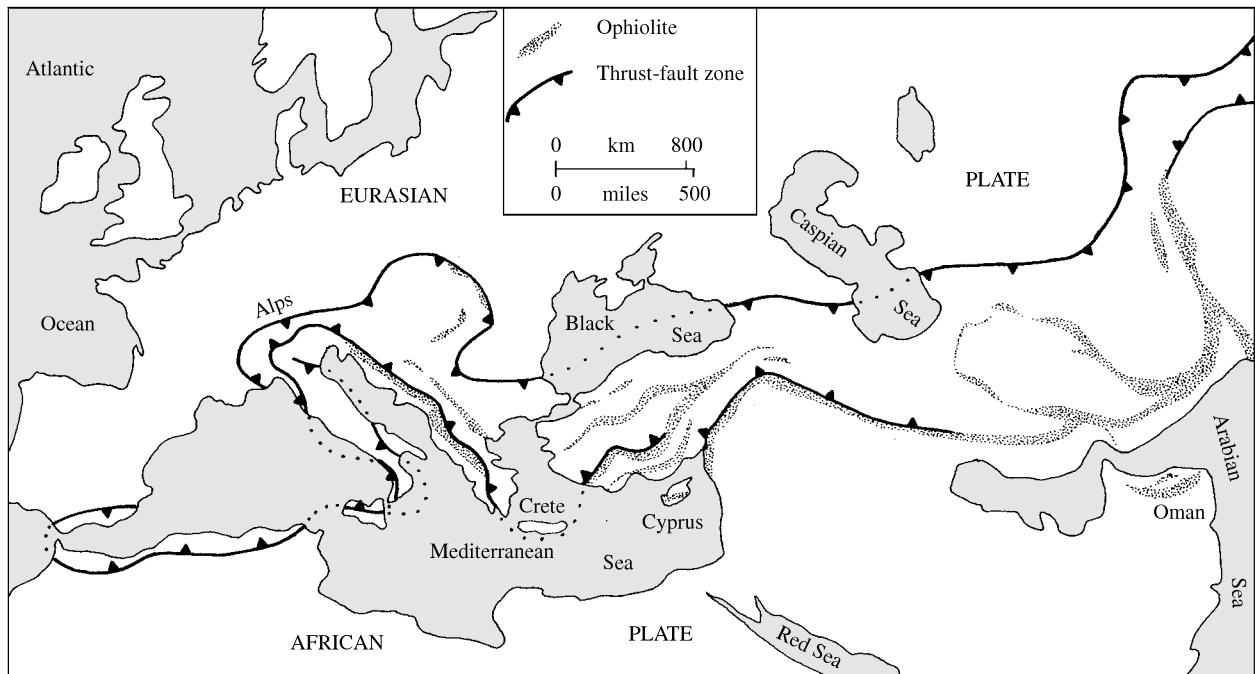 Ophiolite
Atlantic
Thrust-fault zone
0 km 800
0 miles 500
PLATE
EURASIAN
Caspian
Sea
Alps
Ocean
Black
Sea
Arabian
Sea
Crete
Cyprus
Oman
Mediterranean
Sea
AFRICAN
PLATE
Red Sea